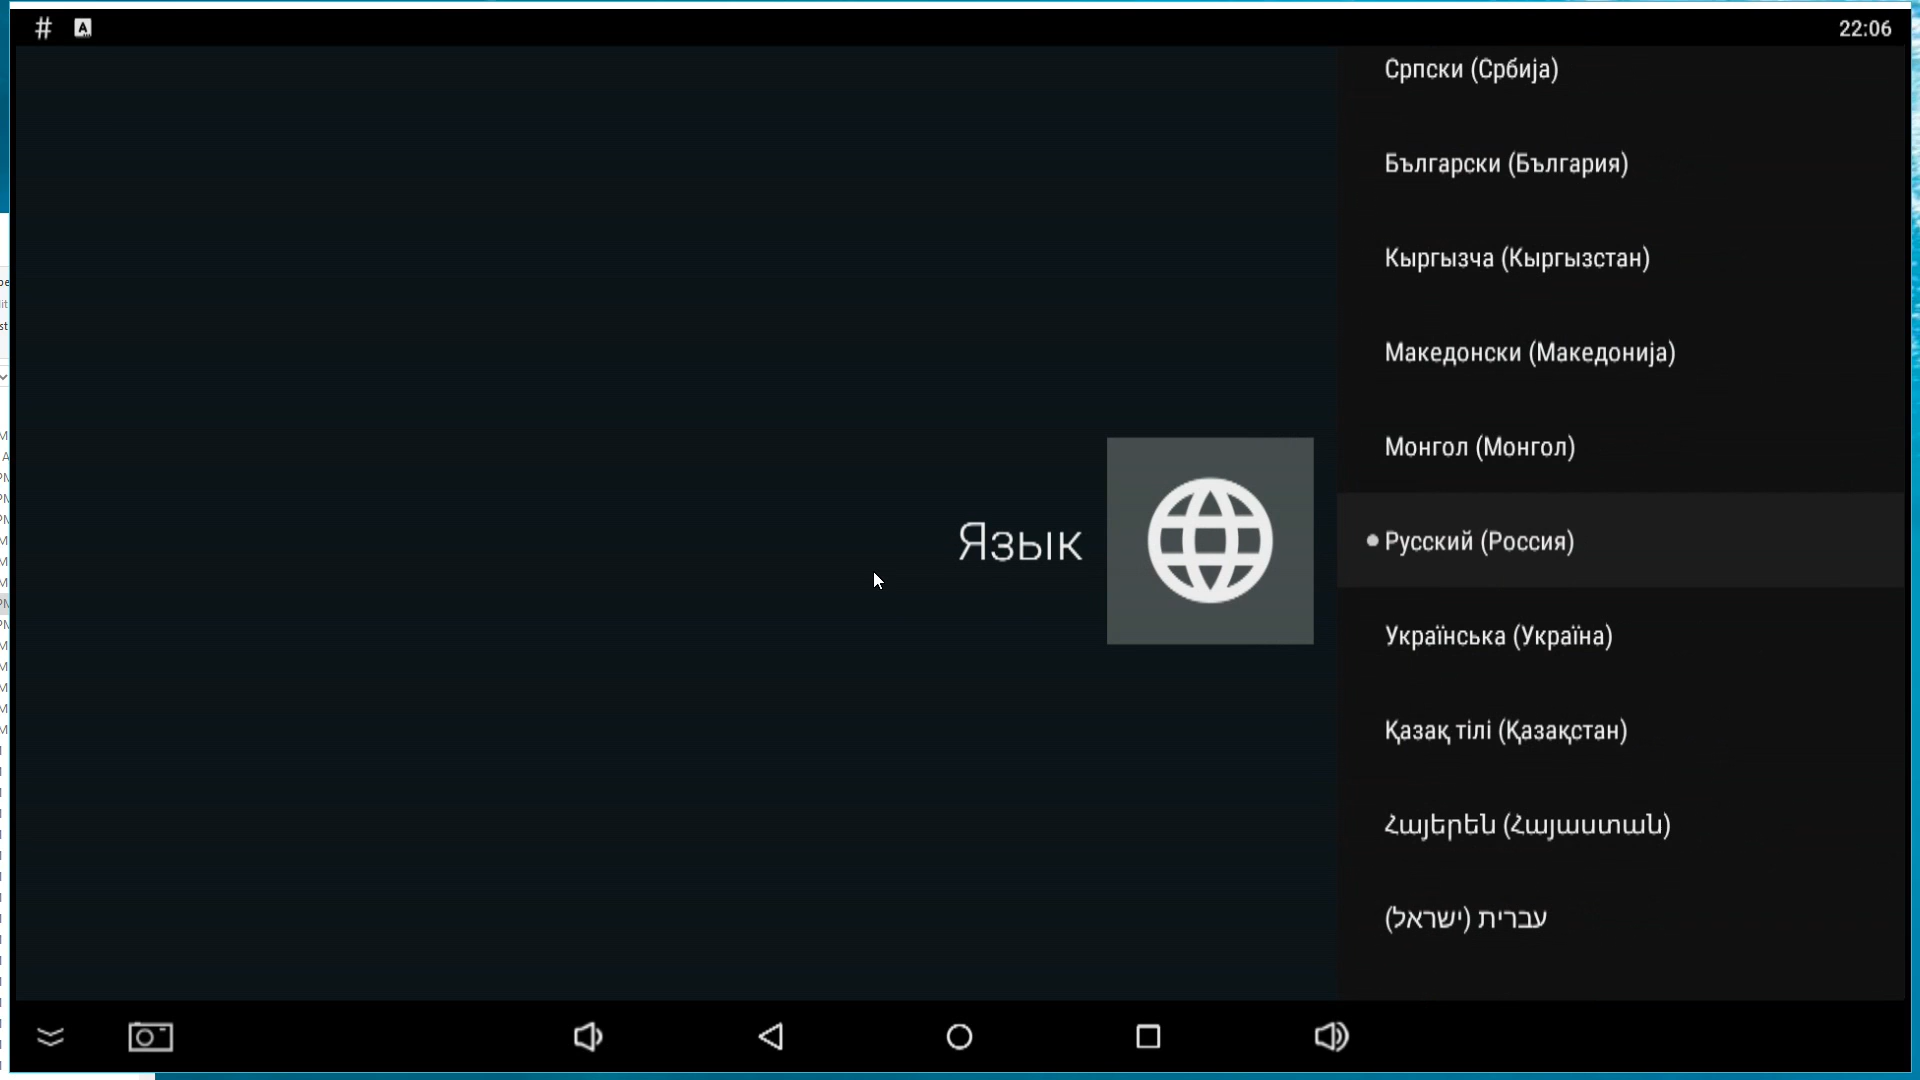 #
A
22:06
Српски (Србија)
Български (България)
Кыргызча (Кыргызстан)
Македонски (Македонија)
Монгол (Монгол)
Язык
Русский (Россия)
Українська (Україна)
Қазақ тілі (Қазақстан)
Հայերեն (Հայաստան)
עברית (ישראל)